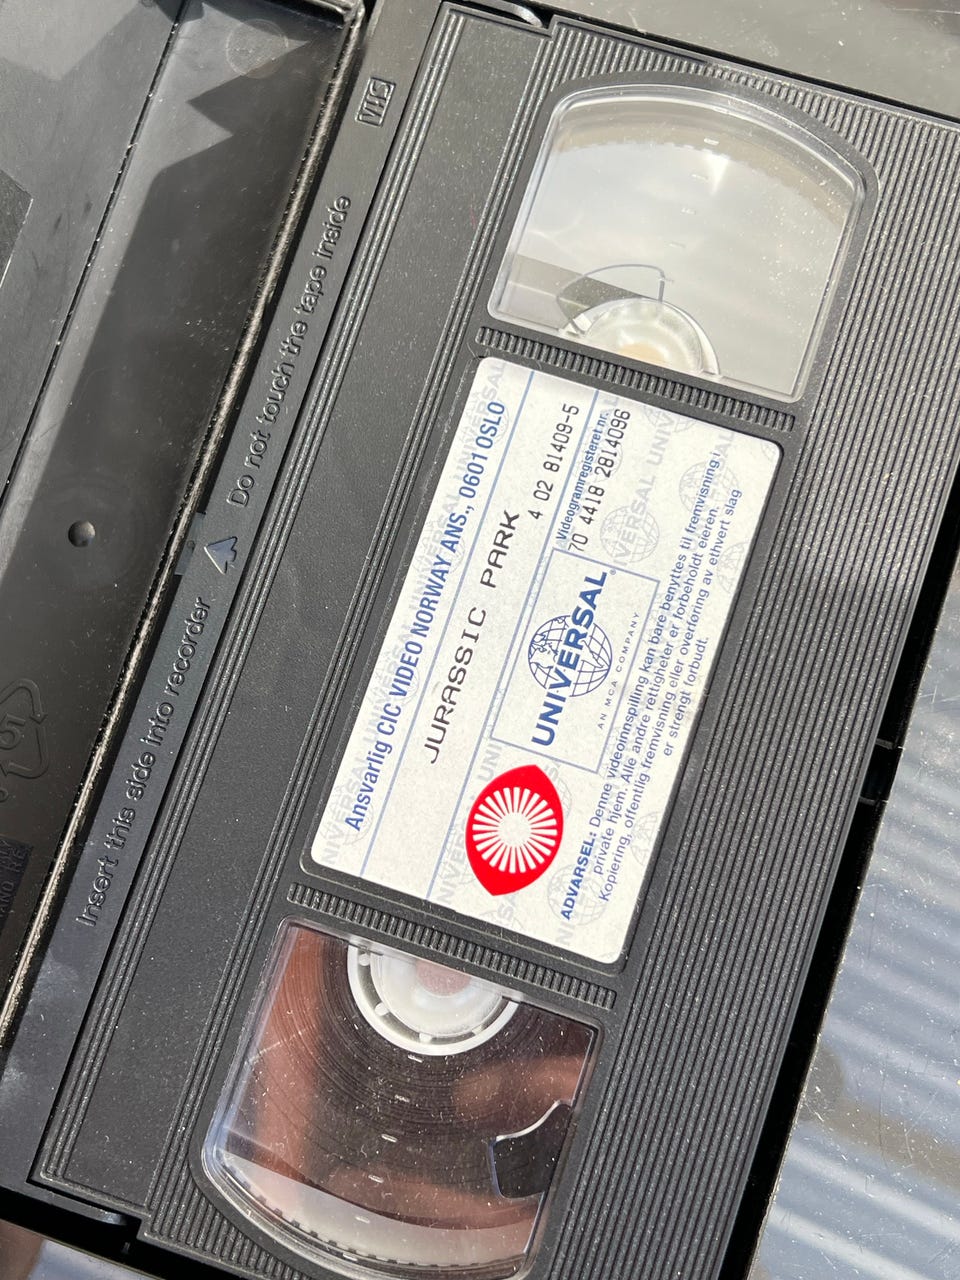 VHS
Insert this side into recorder
Do not touch the tape inside
Ansvarlig CIC VIDEO NORWAY ANS., 0601 OSLO
JURASSIC PARK
4 02 81409-5
Videogramregisteret nr.
70 4418 2814096
UNIVERSAL
AN MCA COMPANY
ADVARSEL: Denne videoinnspilling kan bare benyttes til fremvisning i
private hjem. Alle andre rettigheter er forbeholdt eieren.
Kopiering, offentlig fremvisning eller overføring av ethvert slag
er strengt forbudt.